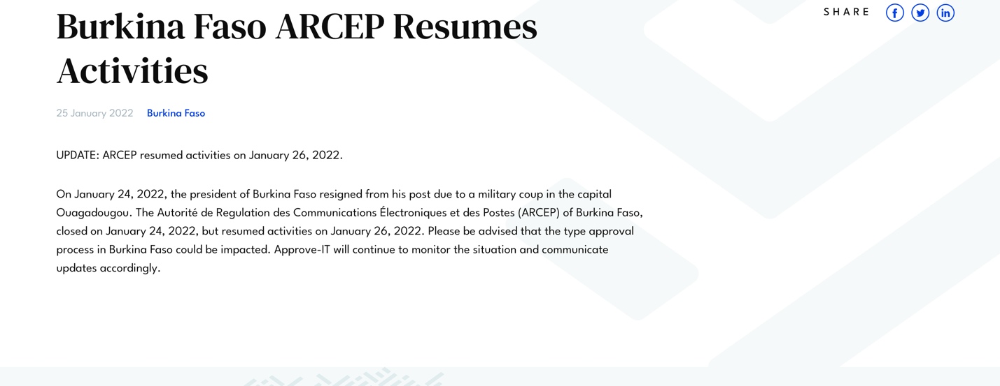 SHARE
Burkina Faso ARCEP Resumes
Activities
25 January 2022 Burkina Faso
UPDATE: ARCEP resumed activities on January 26, 2022.
On January 24, 2022, the president of Burkina Faso resigned from his post due to a military coup in the capital
Ouagadougou. The Autorité de Regulation des Communications Électroniques et des Postes (ARCEP) of Burkina Faso,
closed on January 24, 2022, but resumed activities on January 26, 2022. Please be advised that the type approval
process in Burkina Faso could be impacted. Approve-IT will continue to monitor the situation and communicate
updates accordingly.